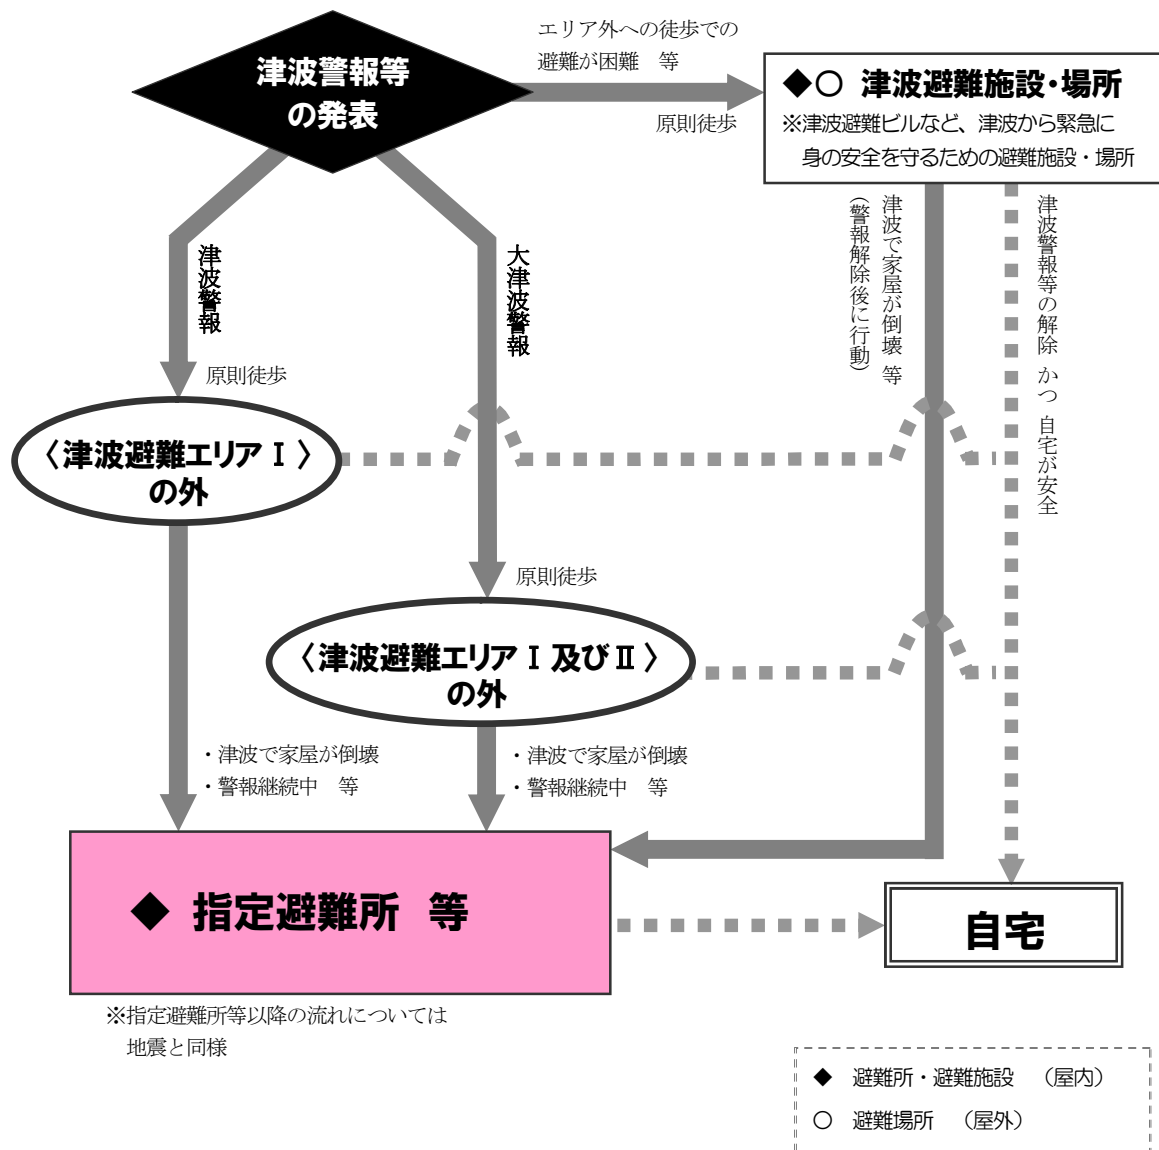 津波警報等
の発表
エリア外への徒歩での
避難が困難　等
原則徒歩
◆○ 津波避難施設・場所
※津波避難ビルなど、津波から緊急に
身の安全を守るための避難施設・場所
津波警報
大津波警報
津波で家屋が倒壊 等
（警報解除後に行動）
津波警報等の解除 かつ 自宅が安全
原則徒歩
〈津波避難エリア Ⅰ 〉
の外
原則徒歩
〈津波避難エリア Ⅰ 及び Ⅱ 〉
の外
・津波で家屋が倒壊
・警報継続中　等
・津波で家屋が倒壊
・警報継続中　等
◆ 指定避難所 等
自宅
※指定避難所等以降の流れについては
地震と同様
◆ 避難所・避難施設 （屋内）
○ 避難場所 （屋外）